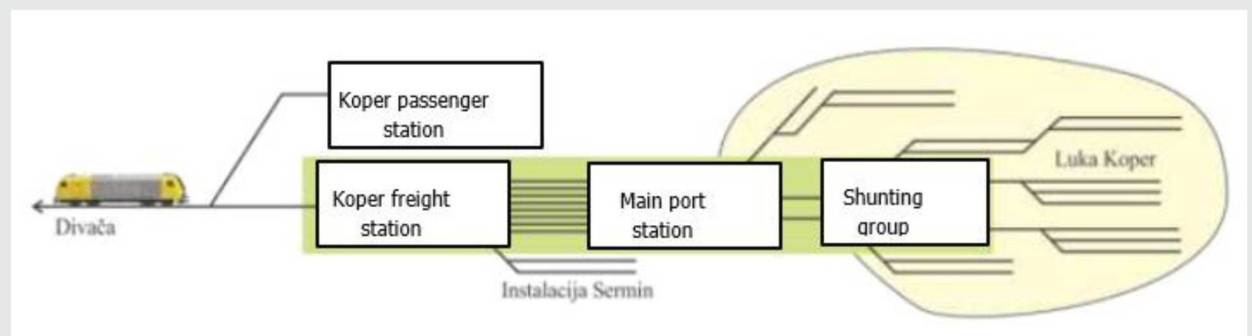 Koper passenger
station
Koper freight
station
Main port
station
Shunting
group
Luka Koper
Divača
Instalacija Sermin